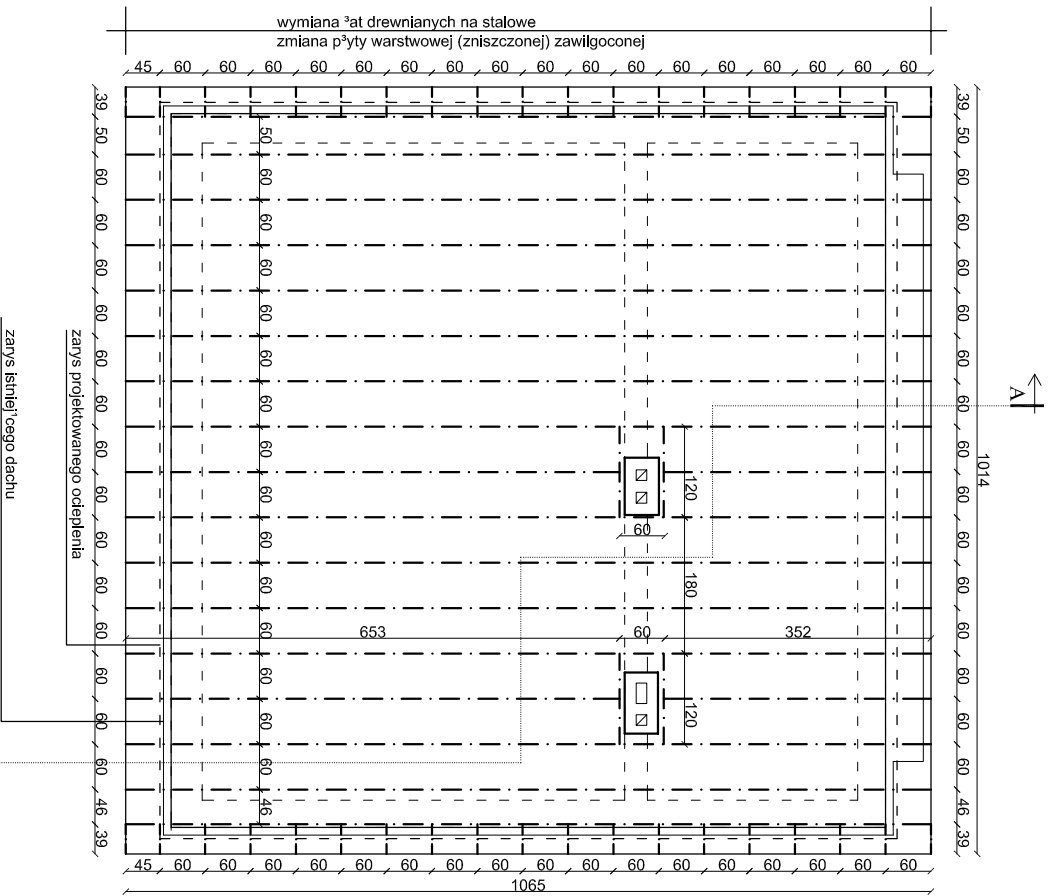 wymiana ³at drewnianych na stalowe
zmiana p³yty warstwowej (zniszczonej) zawilgoconej
45 60 60 60 60 60 60 60 60 60 60 60 60 60 60 60 60 60
39 50 60 60 60 60 60 60 60 60 60 60 60 60 60 60 46 39
50 60 60 60 60 60 60 60 60 60 60 60 60 60 60 46
39 50 60 60 60 60 60 60 60 60 60 60 60 60 60 60 46 39
1014
A
120
60
180
653 60 352
120
zarys projektowanego ocieplenia
zarys istniej¹cego dachu
45 60 60 60 60 60 60 60 60 60 60 60 60 60 60 60 60 60
1065